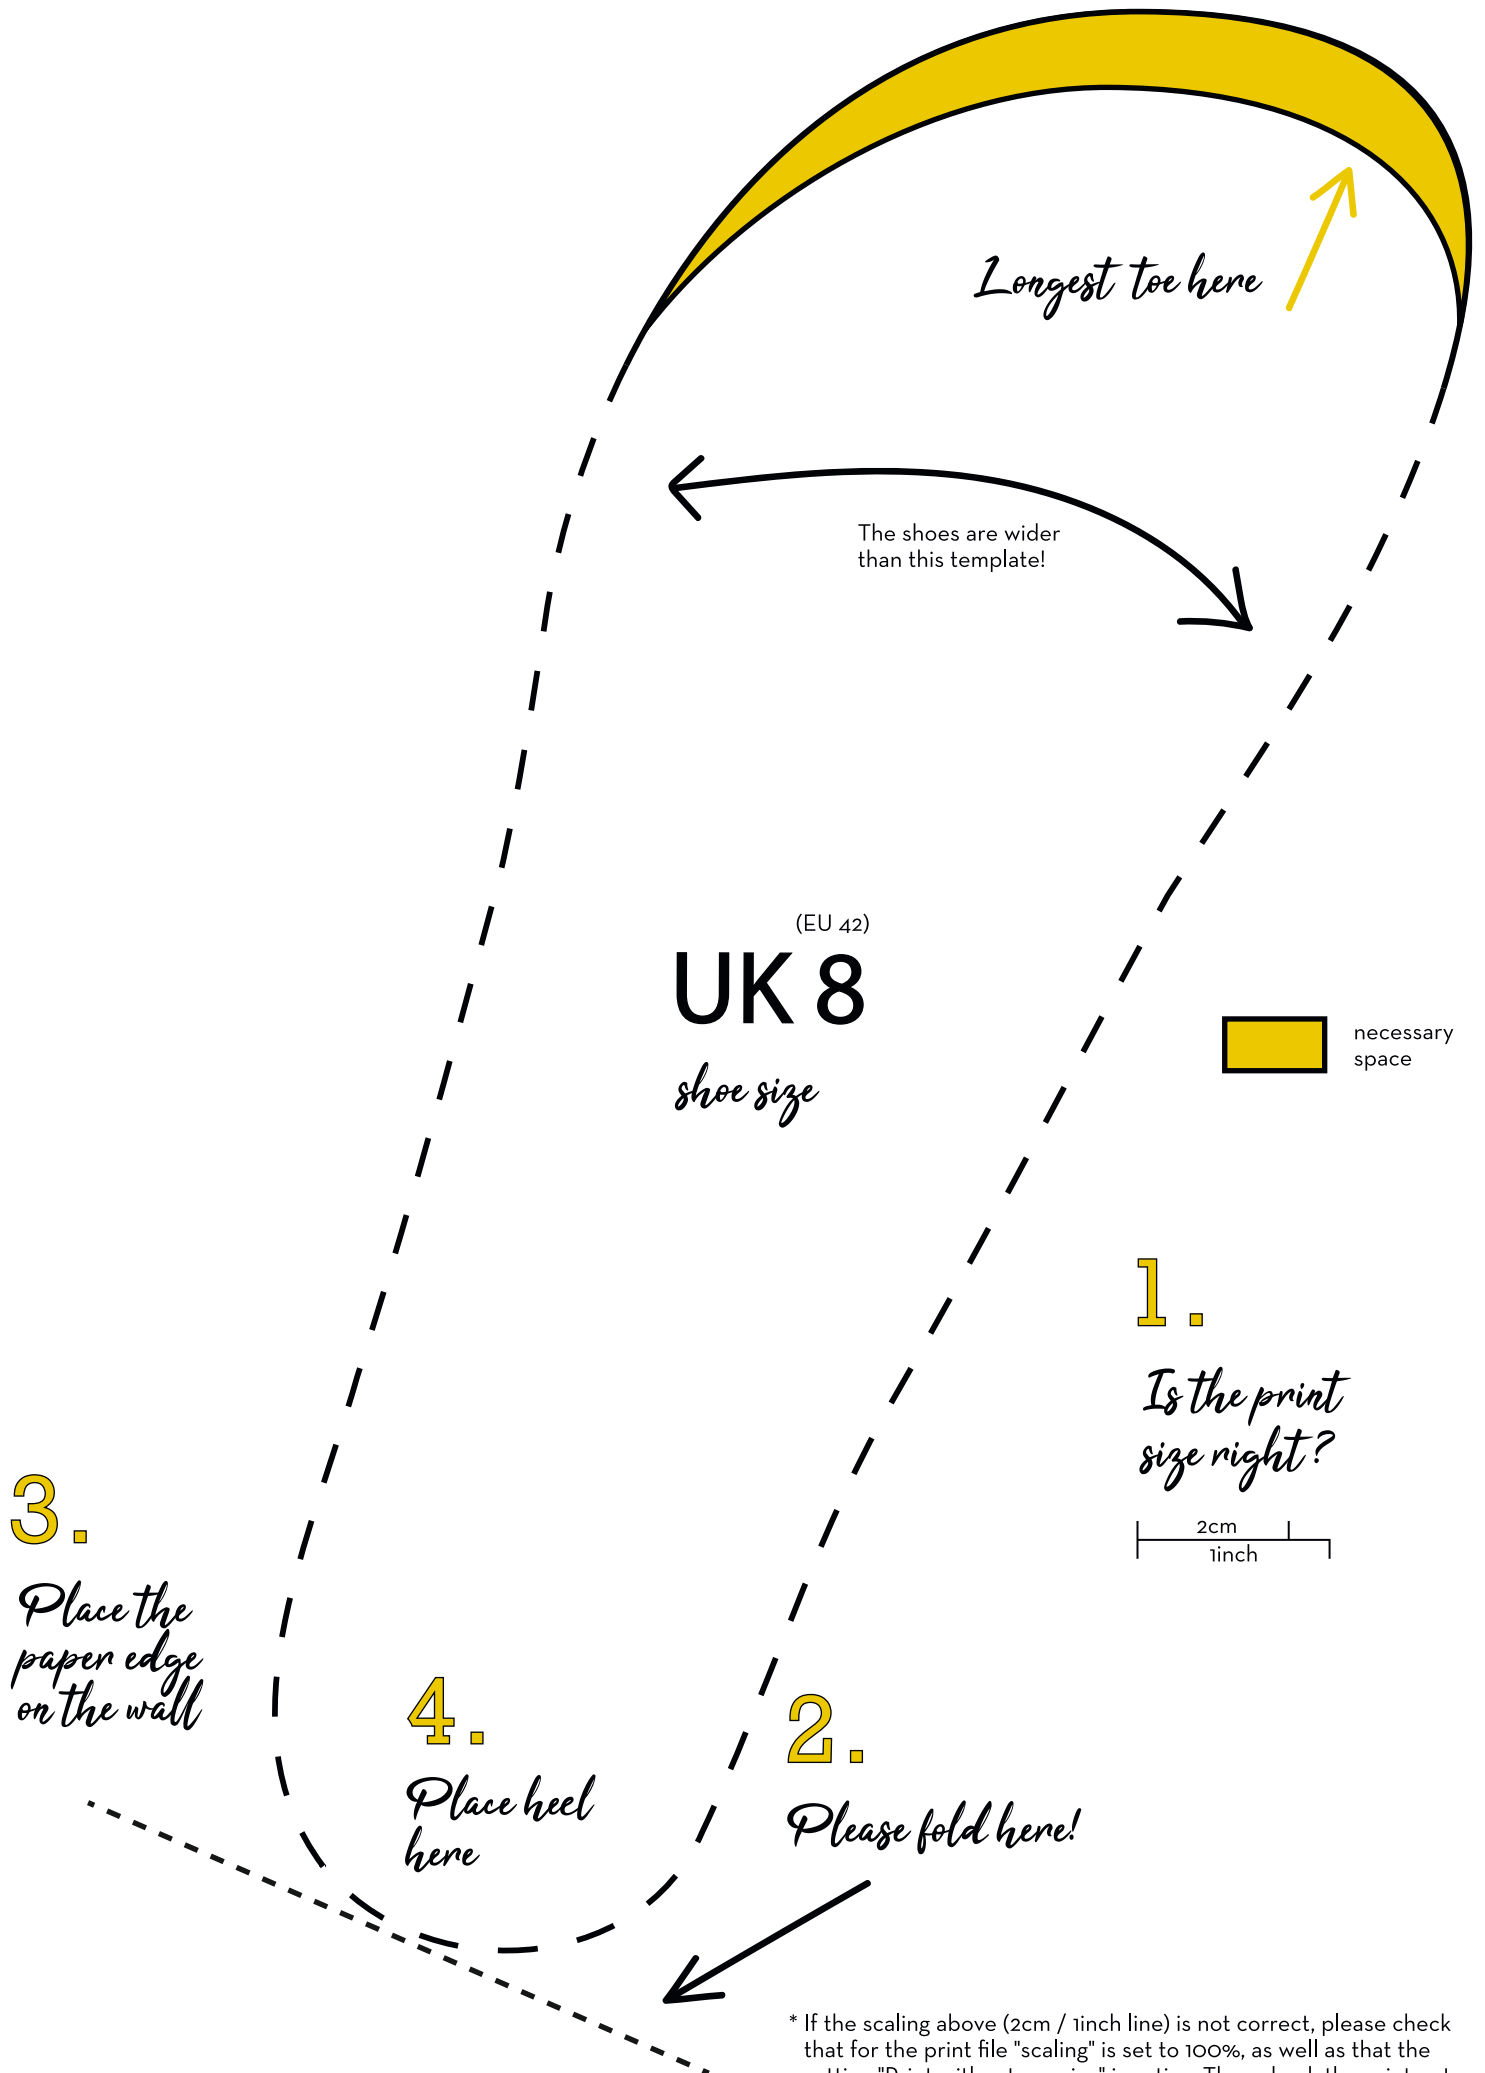 Longest toe here
The shoes are wider
than this template!
(EU 42)
UK 8
shoe size
necessary
space
1.
Is the print
size right?
2cm
1inch
3.
Place the
paper edge
on the wall
4.
Place heel
here
2.
Please fold here!
* If the scaling above (2cm / 1inch line) is not correct, please check
that for the print file "scaling" is set to 100%, as well as that the